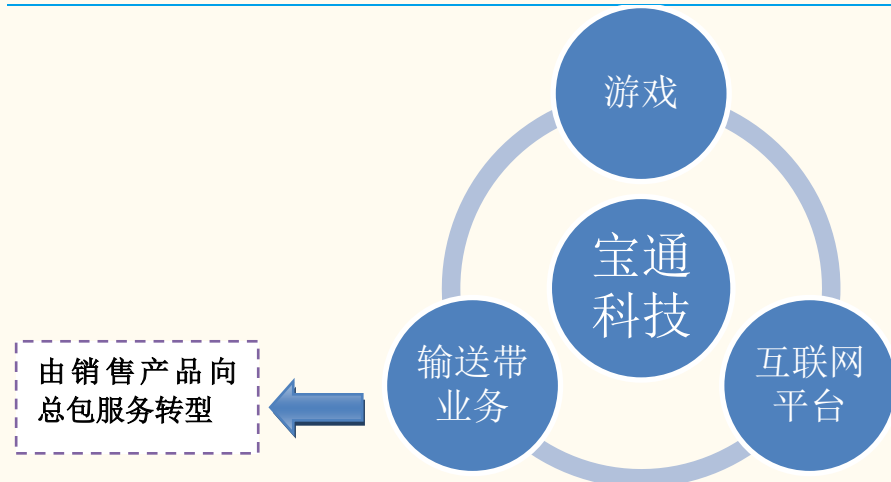 游戏
宝通
科技
输送带
业务
互联网
平台
由销售产品向
总包服务转型